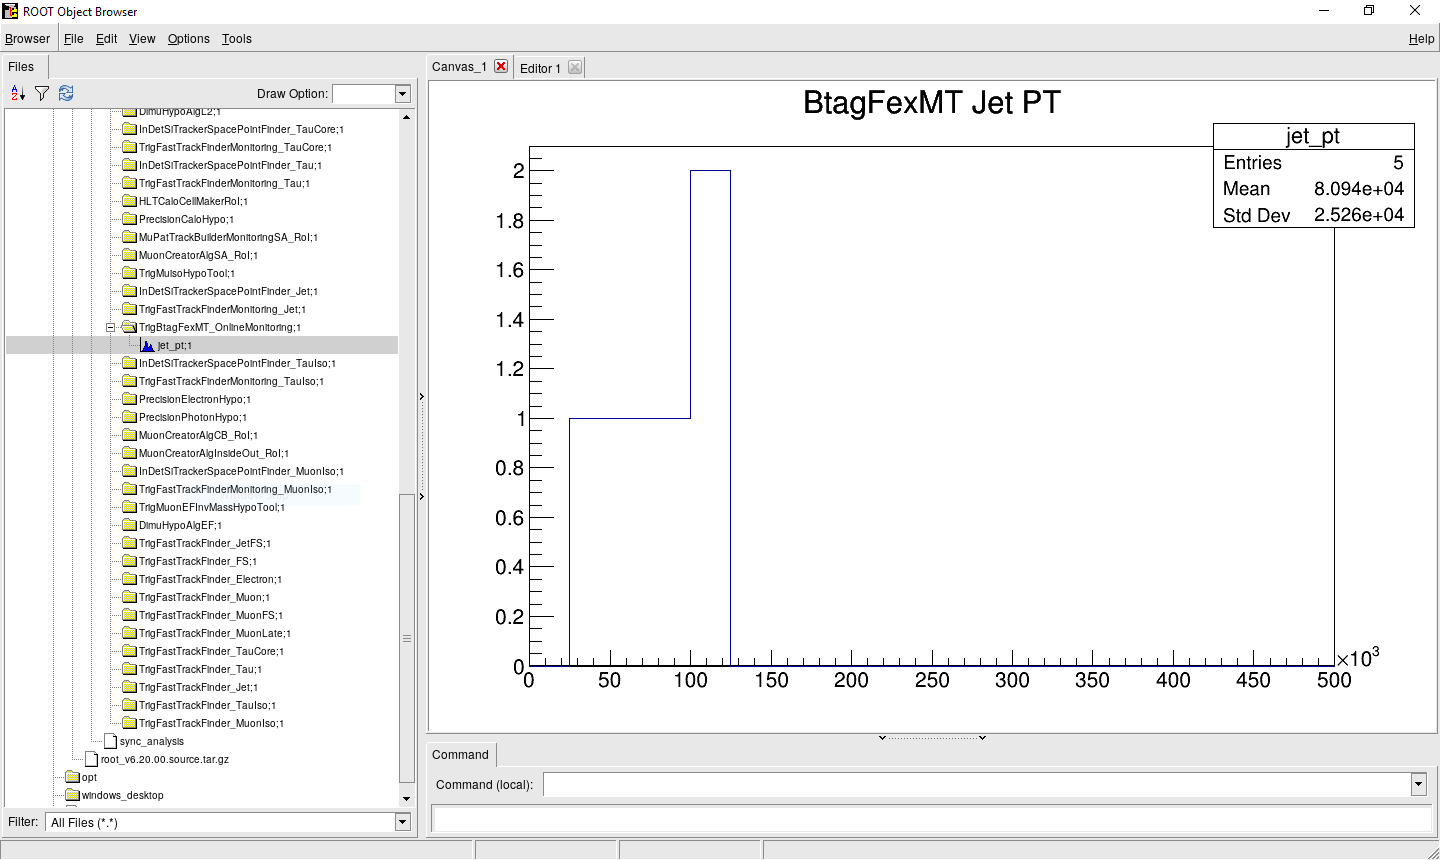 ROOT Object Browser
Browser File Edit View Options Tools Help
Files
Draw Option:
DimuHypoAlgL2;1
InDetSiTrackerSpacePointFinder_TauCore;1
TrigFastTrackFinderMonitoring_TauCore;1
InDetSiTrackerSpacePointFinder_Tau;1
TrigFastTrackFinderMonitoring_Tau;1
HLTCaloCellMakerRoI;1
PrecisionCaloHypo;1
MuPatTrackBuilderMonitoringSA_RoI;1
MuonCreatorAlgSA_RoI;1
TrigMuisoHypoTool;1
InDetSiTrackerSpacePointFinder_Jet;1
TrigFastTrackFinderMonitoring_Jet;1
TrigBtagFexMT_OnlineMonitoring;1
jet_pt;1
InDetSiTrackerSpacePointFinder_TauIso;1
TrigFastTrackFinderMonitoring_TauIso;1
PrecisionElectronHypo;1
PrecisionPhotonHypo;1
MuonCreatorAlgCB_RoI;1
MuonCreatorAlgInsideOut_RoI;1
InDetSiTrackerSpacePointFinder_MuonIso;1
TrigFastTrackFinderMonitoring_MuonIso;1
TrigMuonEFInvMassHypoTool;1
DimuHypoAlgEF;1
TrigFastTrackFinder_JetFS;1
TrigFastTrackFinder_FS;1
TrigFastTrackFinder_Electron;1
TrigFastTrackFinder_Muon;1
TrigFastTrackFinder_MuonFS;1
TrigFastTrackFinder_MuonLate;1
TrigFastTrackFinder_TauCore;1
TrigFastTrackFinder_Tau;1
TrigFastTrackFinder_Jet;1
TrigFastTrackFinder_TauIso;1
TrigFastTrackFinder_MuonIso;1
sync_analysis
root_v6.20.00.source.tar.gz
opt
windows_desktop
Filter: All Files (*.*)
Canvas_1 Editor 1
BtagFexMT Jet PT
jet_pt
Entries 5
Mean 8.094e+04
Std Dev 2.526e+04
2
1.8
1.6
1.4
1.2
1
0.8
0.6
0.4
0.2
0
0 50 100 150 200 250 300 350 400 450 500
×10³
Command
Command (local):